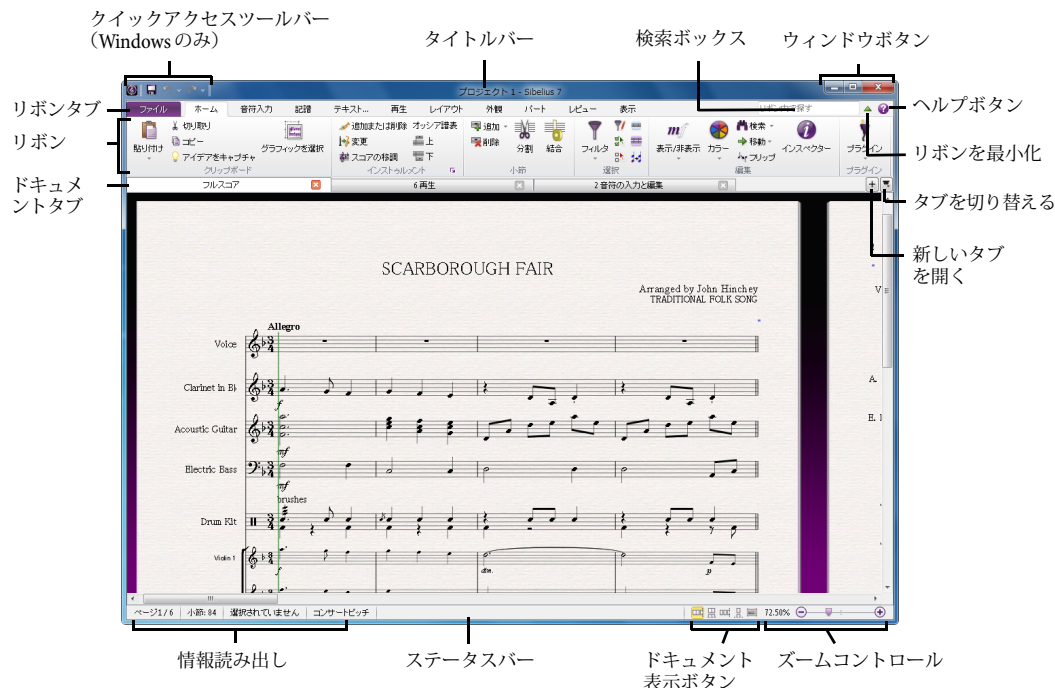 クイックアクセスツールバー
（Windows のみ）
タイトルバー
検索ボックス
ウィンドウボタン
プロジェクト 1 - Sibelius 7
リボンタブ
ファイル ホーム 音符入力 記譜 テキスト... 再生 レイアウト 外観 パート レビュー 表示 リボン内で探す
ヘルプボタン
リボン
貼り付け 切り取り コピー アイデアをキャプチャ グラフィックを選択
追加または削除 変更 スコアの移調 オッシア譜表 上 下
追加 削除 分割 結合 フィルタ
表示/非表示 カラー 検索 移動 フリップ インスペクター プラグイン
クリップボード インストゥルメント 小節 選択 編集 プラグイン
リボンを最小化
ドキュメ
ントタブ
フルスコア 6 再生 2 音符の入力と編集
タブを切り替える
新しいタブ
を開く
SCARBOROUGH FAIR
Arranged by John Hinchey
TRADITIONAL FOLK SONG
V
Allegro
Voice
Clarinet in B♭
A.
f
Acoustic Guitar
E. I
mf
Electric Bass
mf
brushes
Drum Kit
Violin 1
f
dim.
p
ページ1 / 6 小節: 84 選択されていません コンサートピッチ 72.50%
情報読み出し
ステータスバー
ドキュメント
表示ボタン
ズームコントロール